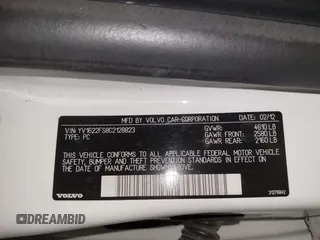 MFD. BY VOLVO CAR CORPORATION
DATE: 02/12
VIN: YV1622FS8C2128823
GVWR: 4610 LB
TYPE: PC
GAWR FRONT: 2580 LB
GAWR REAR: 2160 LB
THIS VEHICLE CONFORMS TO ALL APPLICABLE FEDERAL MOTOR VEHICLE
SAFETY, BUMPER AND THEFT PREVENTION STANDARDS IN EFFECT
ON THE DATE OF MANUFACTURE SHOWN ABOVE.
VOLVO
DREAMBID